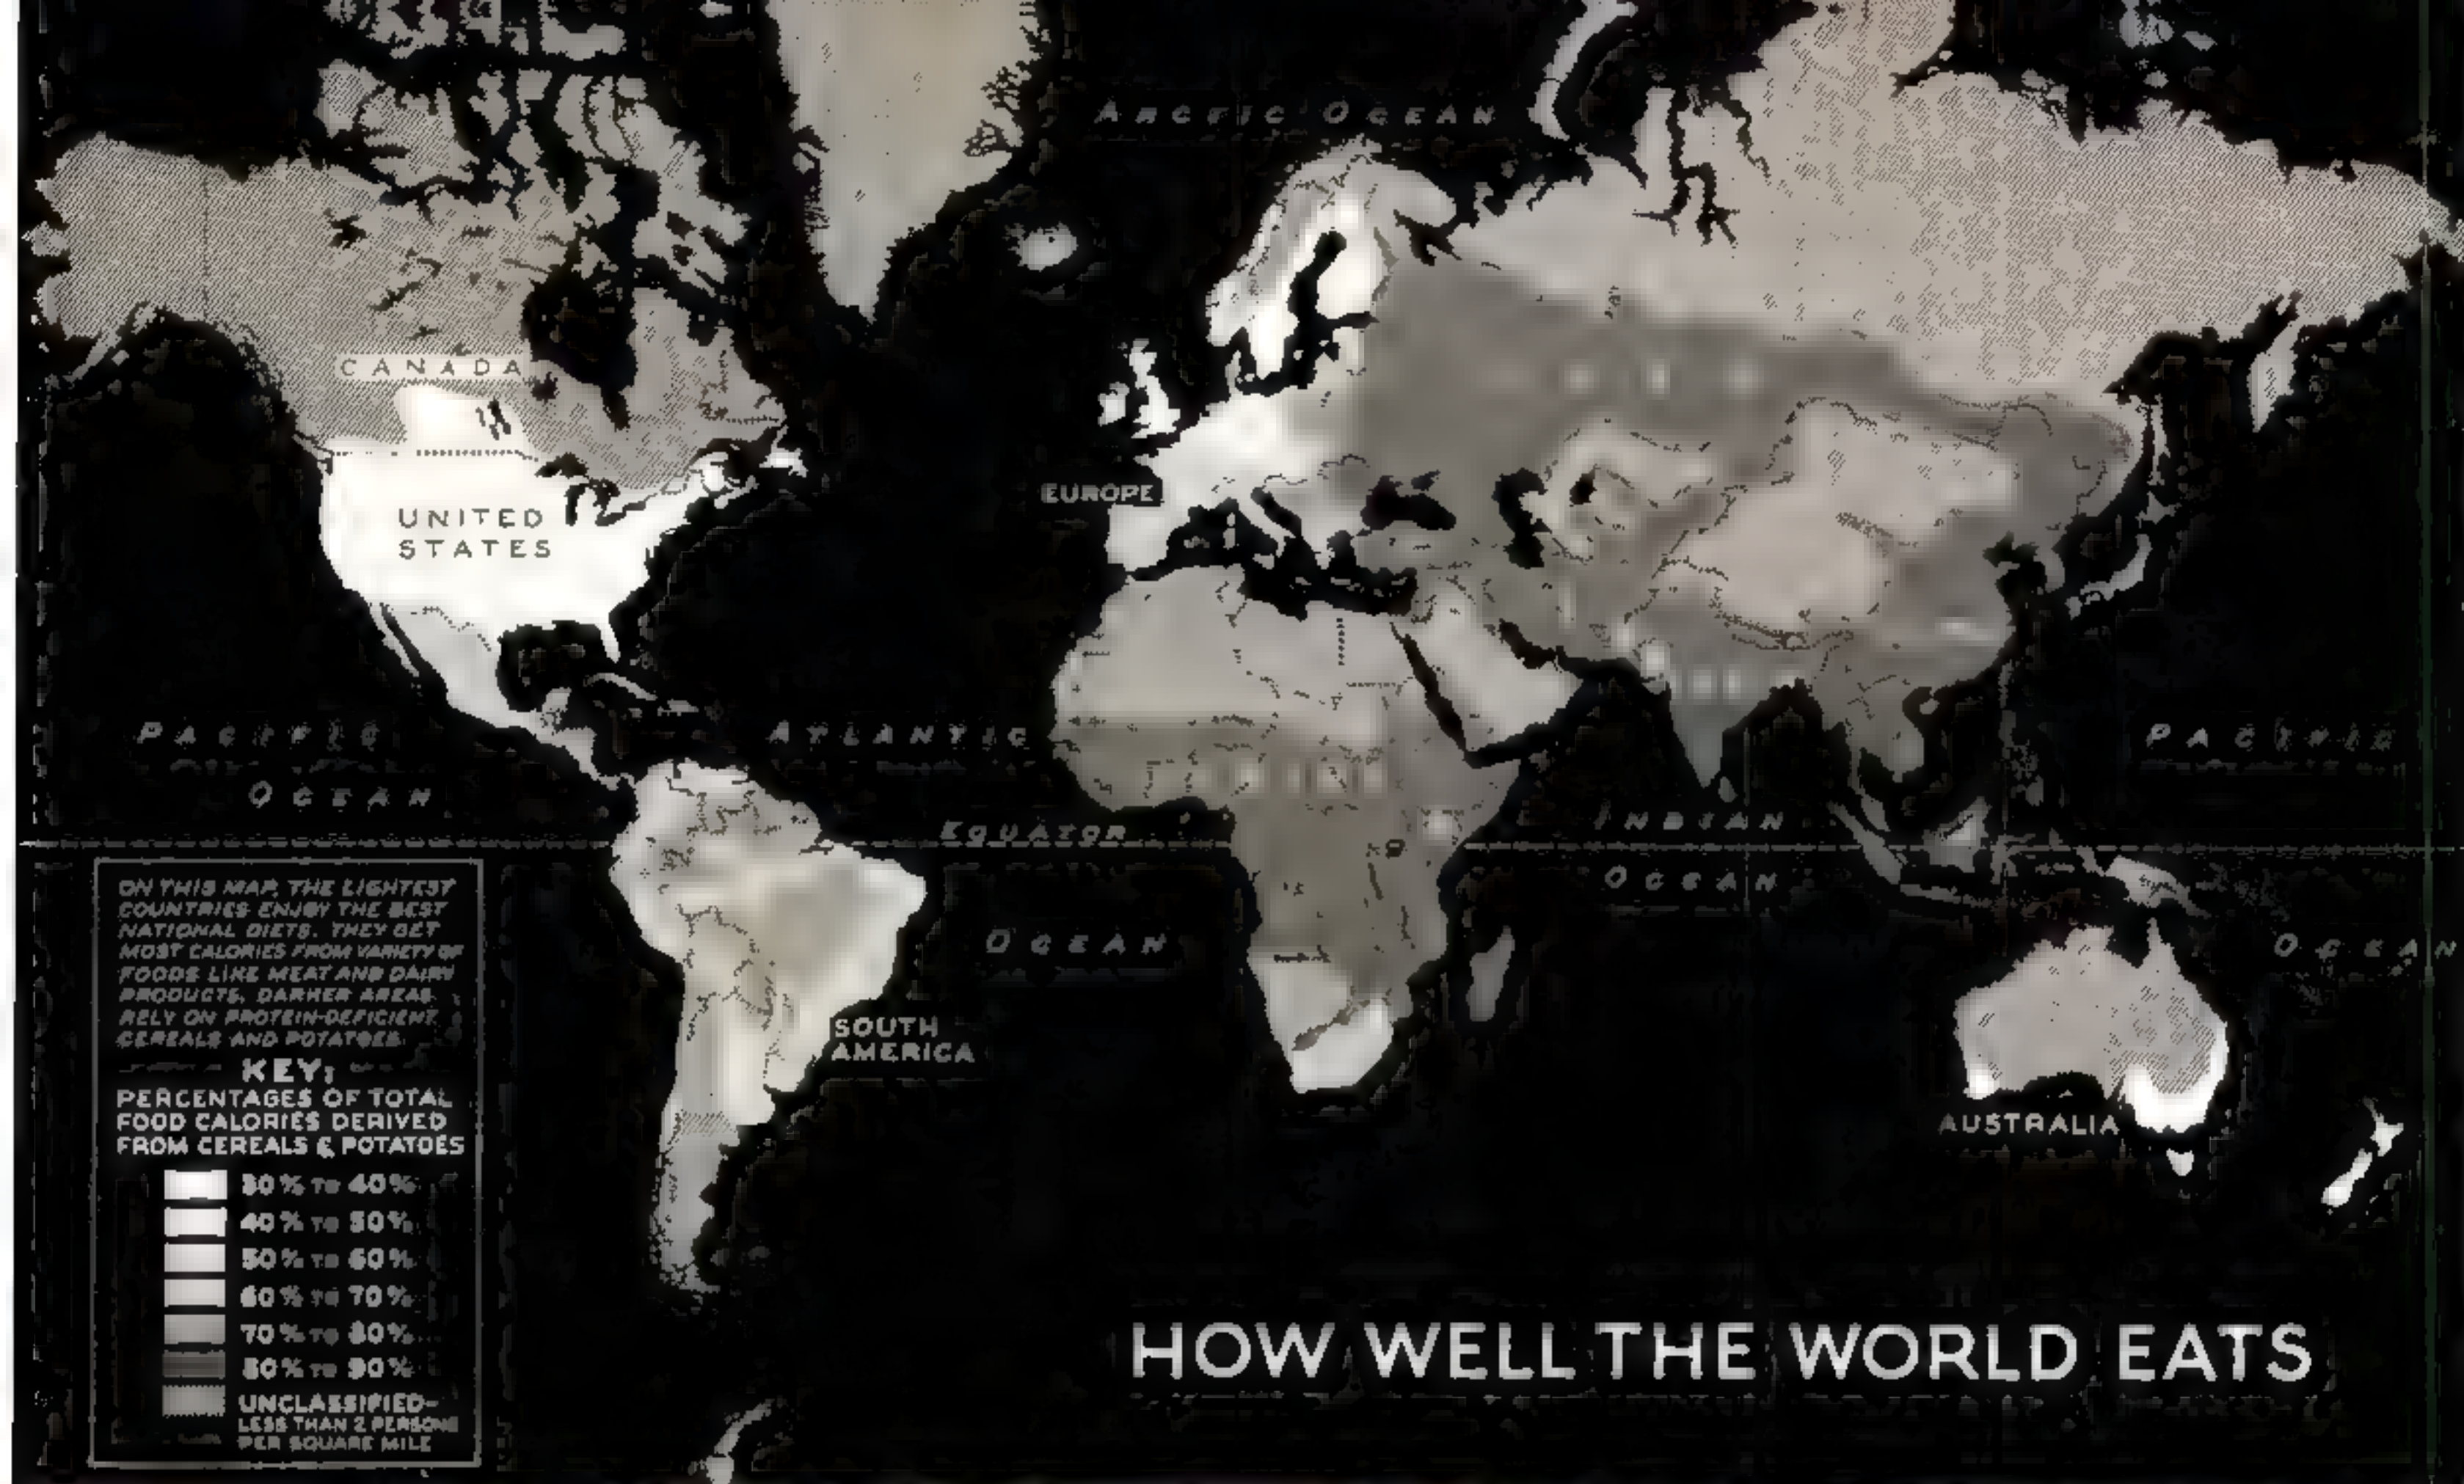 ARCTIC OCEAN
CANADA
EUROPE
UNITED
STATES
PACIFIC
OCEAN
ATLANTIC
OCEAN
EQUATOR
INDIAN
OCEAN
PACIFIC
OCEAN
SOUTH
AMERICA
AUSTRALIA
ON THIS MAP, THE LIGHTEST
COUNTRIES ENJOY THE BEST
NATIONAL DIETS. THEY GET
MOST CALORIES FROM VARIETY OF
FOODS LIKE MEAT AND DAIRY
PRODUCTS. DARKER AREAS
RELY ON PROTEIN-DEFICIENT
CEREALS AND POTATOES.
KEY:
PERCENTAGES OF TOTAL
FOOD CALORIES DERIVED
FROM CEREALS & POTATOES
30% TO 40%
40% TO 50%
50% TO 60%
60% TO 70%
70% TO 80%
80% TO 90%
UNCLASSIFIED-
LESS THAN 2 PERSONS
PER SQUARE MILE
HOW WELL THE WORLD EATS